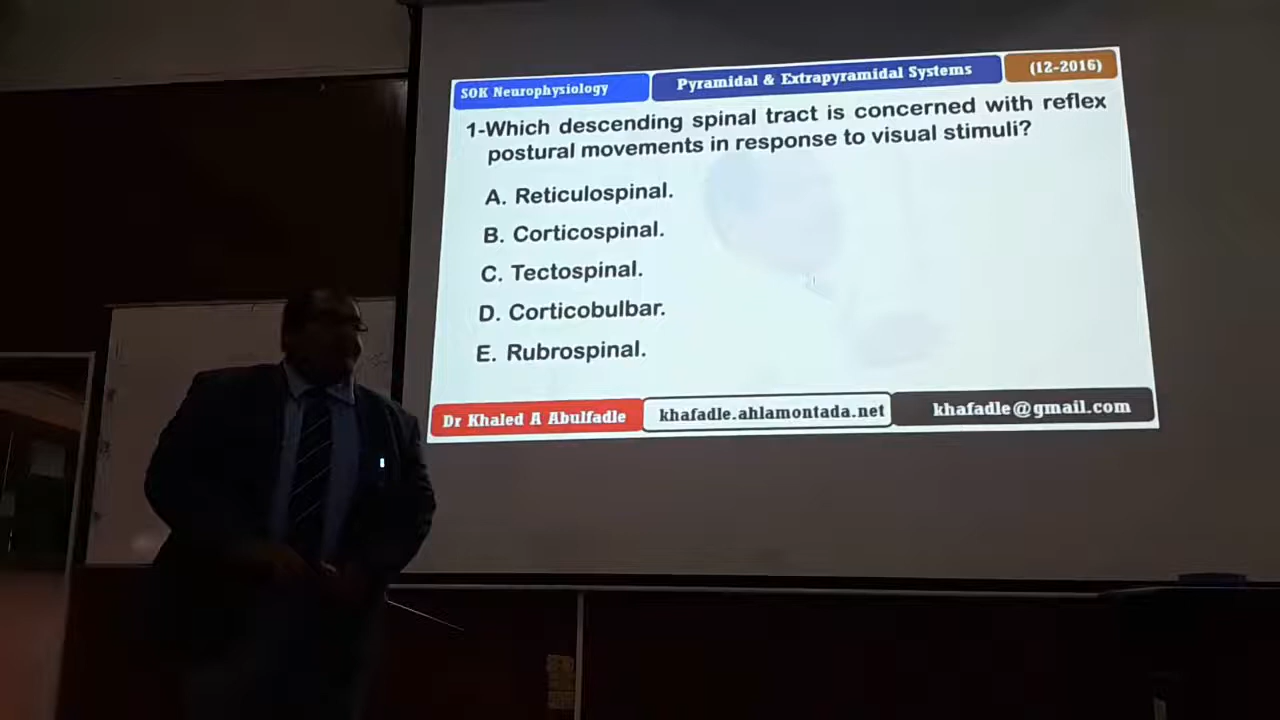 SOK Neurophysiology
Pyramidal & Extrapyramidal Systems
(12-2016)
1-Which descending spinal tract is concerned with reflex
postural movements in response to visual stimuli?
A. Reticulospinal.
B. Corticospinal.
C. Tectospinal.
D. Corticobulbar.
E. Rubrospinal.
Dr Khaled A Abulfadle
khafadle.ahlamontada.net
khafadle@gmail.com